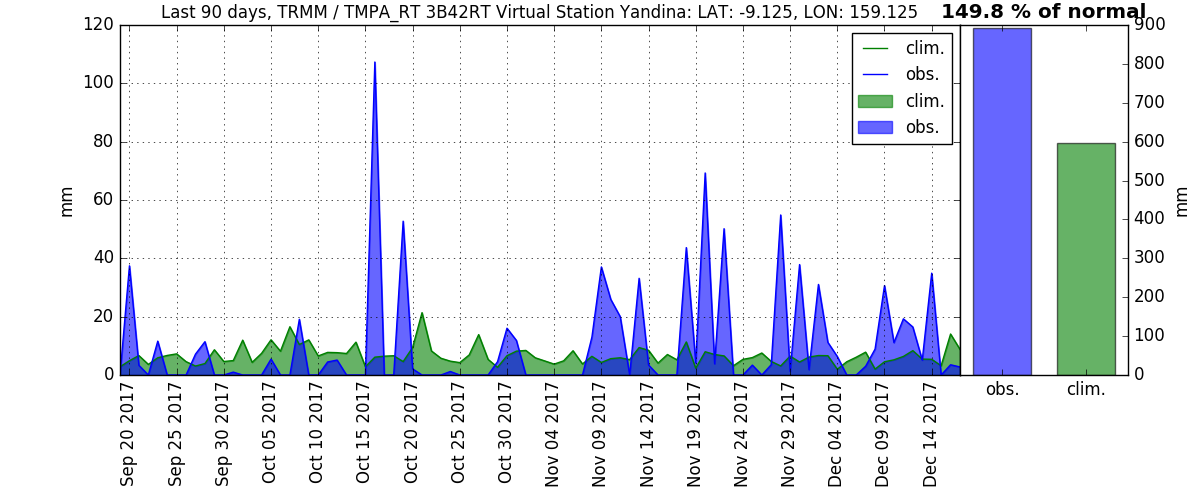 Last 90 days, TRMM / TMPA_RT 3B42RT Virtual Station Yandina: LAT: -9.125, LON: 159.125
149.8 % of normal
120
100
80
60
40
20
0
mm
clim.
obs.
clim.
obs.
900
800
700
600
500
400
300
200
100
0
mm
Sep 20 2017
Sep 25 2017
Sep 30 2017
Oct 05 2017
Oct 10 2017
Oct 15 2017
Oct 20 2017
Oct 25 2017
Oct 30 2017
Nov 04 2017
Nov 09 2017
Nov 14 2017
Nov 19 2017
Nov 24 2017
Nov 29 2017
Dec 04 2017
Dec 09 2017
Dec 14 2017
obs.
clim.